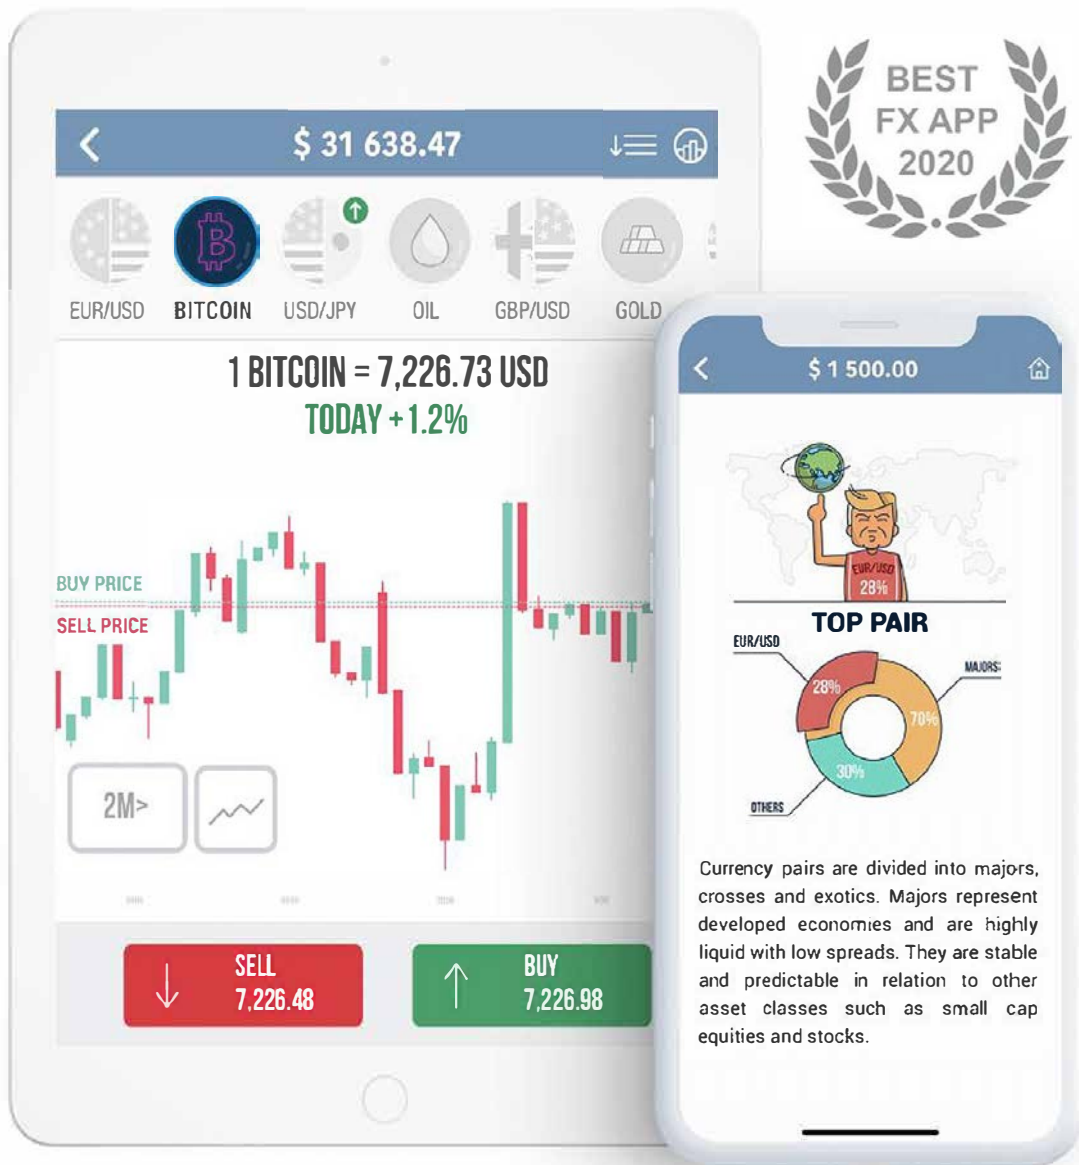 BEST
FX APP
2020
$ 31 638.47
EUR/USD
BITCOIN
USD/JPY
OIL
GBP/USD
GOLD
1 BITCOIN = 7,226.73 USD
TODAY +1.2%
BUY PRICE
SELL PRICE
2M>
SELL
7,226.48
BUY
7,226.98
$ 1 500.00
EUR/USD
28%
TOP PAIR
EUR/USD
MAJORS
28%
70%
30%
OTHERS
Currency pairs are divided into majors,
crosses and exotics. Majors represent
developed economies and are highly
liquid with low spreads. They are stable
and predictable in relation to other
asset classes such as small cap
equities and stocks.